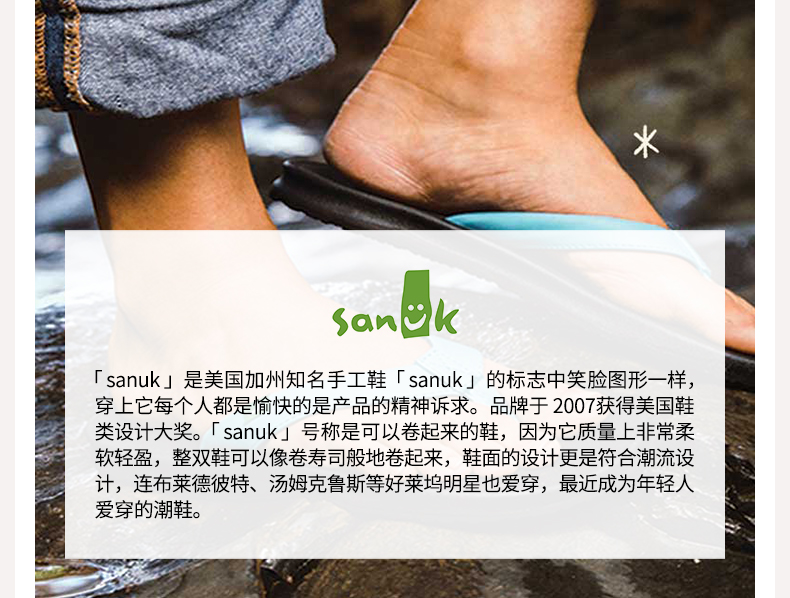 sanuk
「sanuk」是美国加州知名手工鞋「sanuk」的标志中笑脸图形一样，
穿上它每个人都是愉快的是产品的精神诉求。品牌于 2007获得美国鞋
类设计大奖。「sanuk」号称是可以卷起来的鞋，因为它质量上非常柔
软轻盈，整双鞋可以像卷寿司般地卷起来，鞋面的设计更是符合潮流设
计，连布莱德彼特、汤姆克鲁斯等好莱坞明星也爱穿，最近成为年轻人
爱穿的潮鞋。